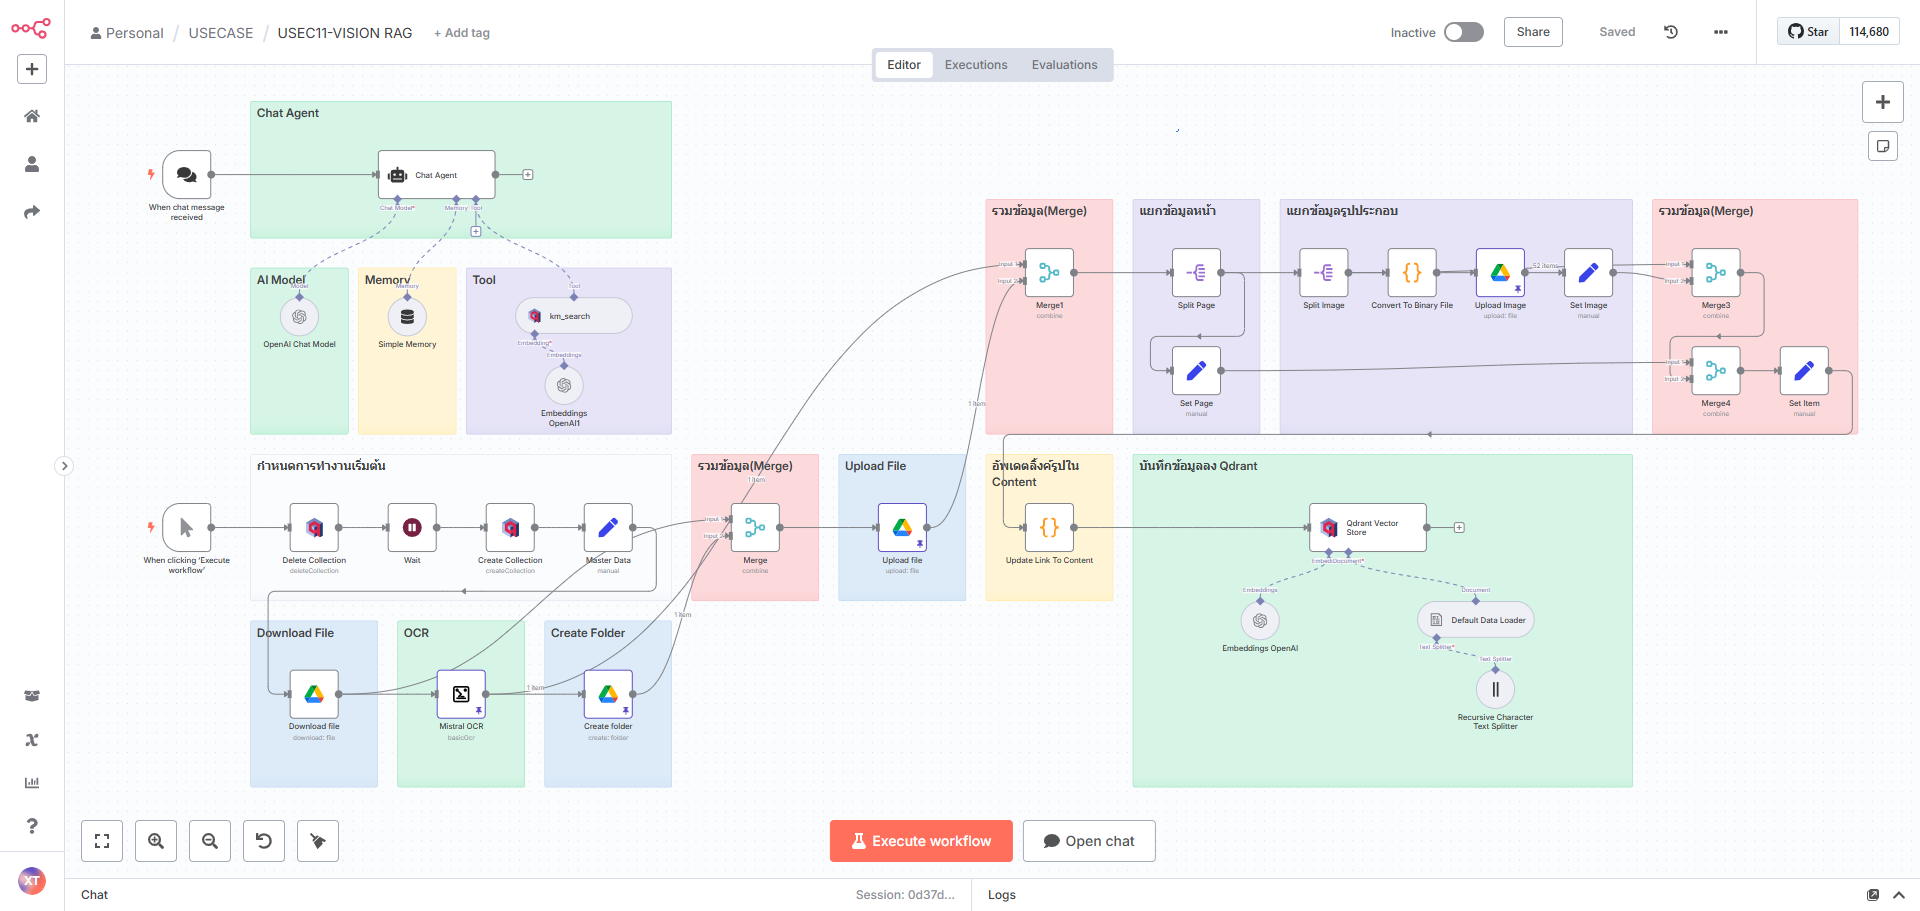 Personal / USECASE / USEC11-VISION RAG + Add tag
Inactive
Share
Saved
Star 114,680
Editor Executions Evaluations
Chat Agent
When chat message
received
Chat Agent
Chat Model*
Memory
Tool
AI Model
Model
OpenAI Chat Model
Memory
Memory
Simple Memory
Tool
Tool
km_search
Embedding*
Embeddings
Embeddings
OpenAI1
รวมข้อมูล(Merge)
Input 1
Input 2
Merge1
combine
แยกข้อมูลหน้า
Split Page
Set Page
manual
แยกข้อมูลรูปประกอบ
Split Image
Convert To Binary File
Upload Image
upload: file
52 items
Set Image
manual
รวมข้อมูล(Merge)
Input 1
Input 2
Merge3
combine
Input 1
Input 2
Merge4
combine
Set Item
manual
1 item
กำหนดการทำงานเริ่มต้น
When clicking 'Execute
workflow'
Delete Collection
deleteCollection
Wait
Create Collection
createCollection
Master Data
manual
รวมข้อมูล(Merge)
1 item
Input 1
Input 2
Merge
combine
Upload File
Upload file
upload: file
อัพเดตลิ้งค์รูปใน
Content
Update Link To Content
บันทึกข้อมูลลง Qdrant
Qdrant Vector
Store
Embeddings
Embeddings OpenAI
Document
Default Data Loader
Text Splitter*
Text Splitter
Recursive Character
Text Splitter
Download File
Download file
download: file
OCR
Mistral OCR
basicOcr
1 item
Create Folder
Create folder
create: folder
1 item
Execute workflow
Open chat
XT
Chat
Session: 0d37d...
Logs